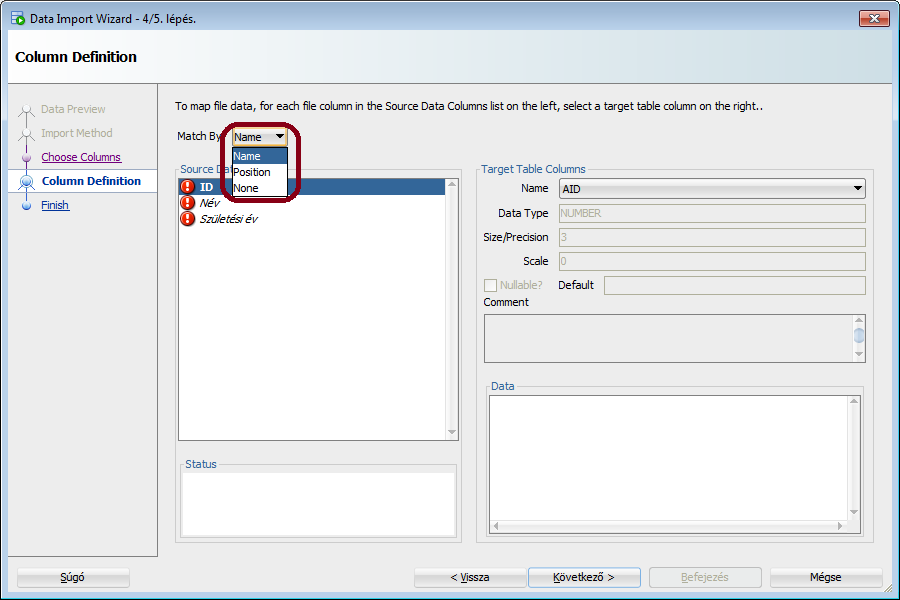 Data Import Wizard - 4/5. lépés.
Column Definition
Data Preview
Import Method
Choose Columns
Column Definition
Finish
To map file data, for each file column in the Source Data Columns list on the left, select a target table column on the right..
Match By
Name
Name
Position
None
Source Da
ID
Név
Születési év
Status
Target Table Columns
Name AID
Data Type NUMBER
Size/Precision 3
Scale 0
Nullable? Default
Comment
Data
Súgó
< Vissza
Következő >
Befejezés
Mégse